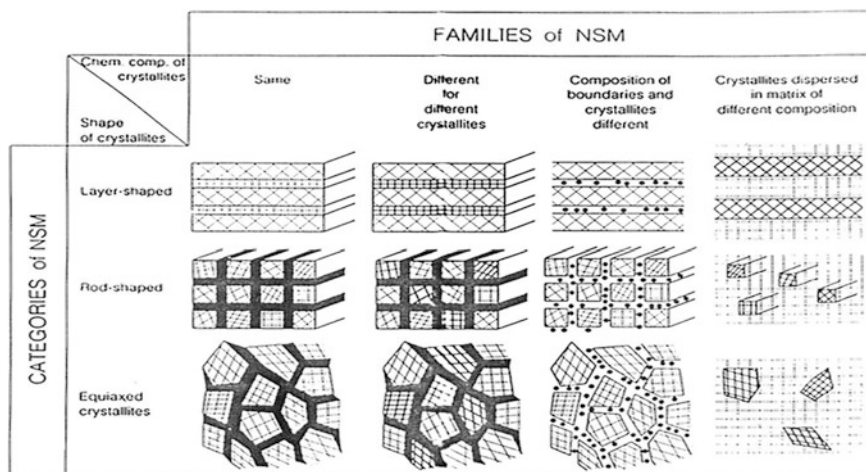 FAMILIES of NSM
Chem. comp. of
crystallites
Shape
of crystallites
Same
Different
for
different
crystallites
Composition of
boundaries and
crystallites
different
Crystallites dispersed
in matrix of
different composition
CATEGORIES of NSM
Layer-shaped
Rod-shaped
Equiaxed
crystallites